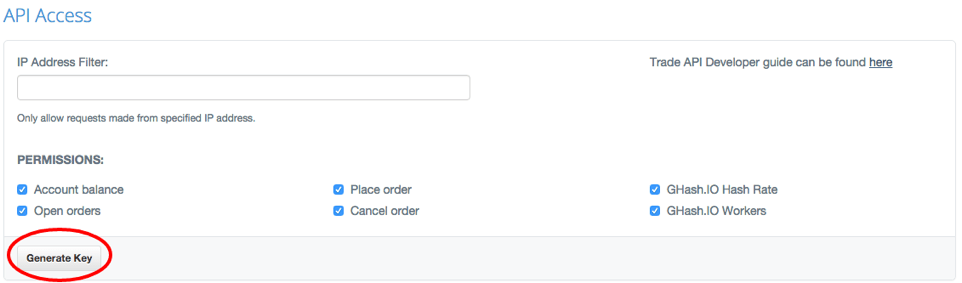 API Access
IP Address Filter:
Trade API Developer guide can be found here
Only allow requests made from specified IP address.
PERMISSIONS:
Account balance
Place order
GHash.IO Hash Rate
Open orders
Cancel order
GHash.IO Workers
Generate Key